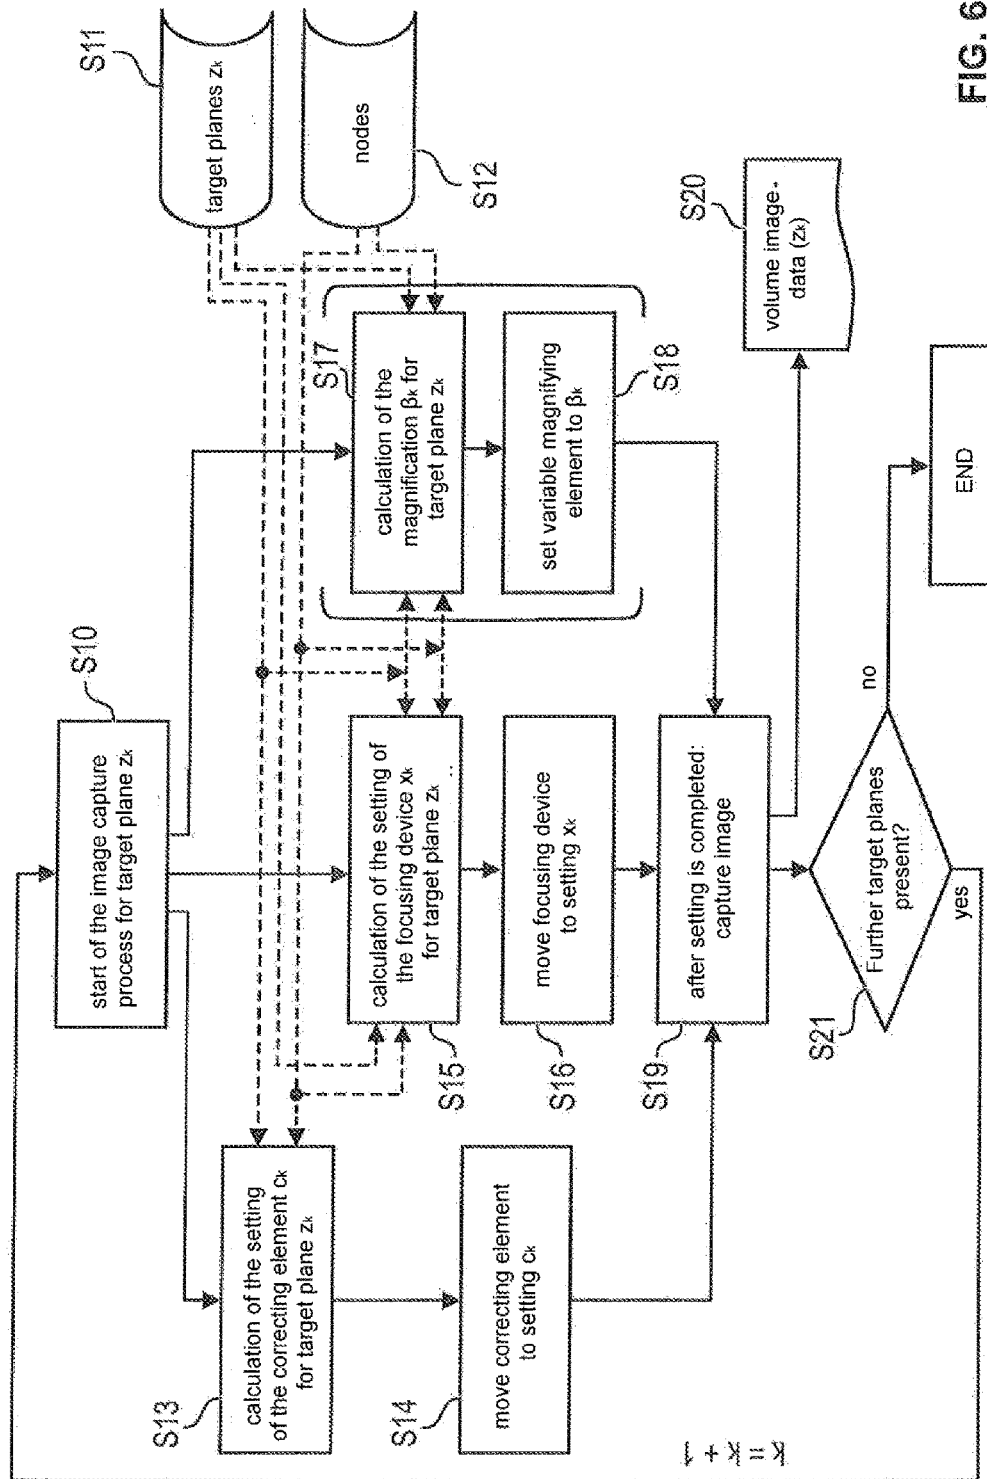 S10
start of the image capture
process for target plane zk
S11
target planes zk
nodes
S12
S13
calculation of the setting
of the correcting element ck
for target plane zk
S14
move correcting element
to setting ck
S15
calculation of the setting of
the focusing device xk
for target plane zk
S16
move focusing device
to setting xk
S17
calculation of the
magnification βk for
target plane zk
S18
set variable magnifying
element to βk
S19
after setting is completed:
capture image
S20
volume image-
data (zk)
S21
Further target planes
present?
no
yes
END
k = k + 1
FIG. 6